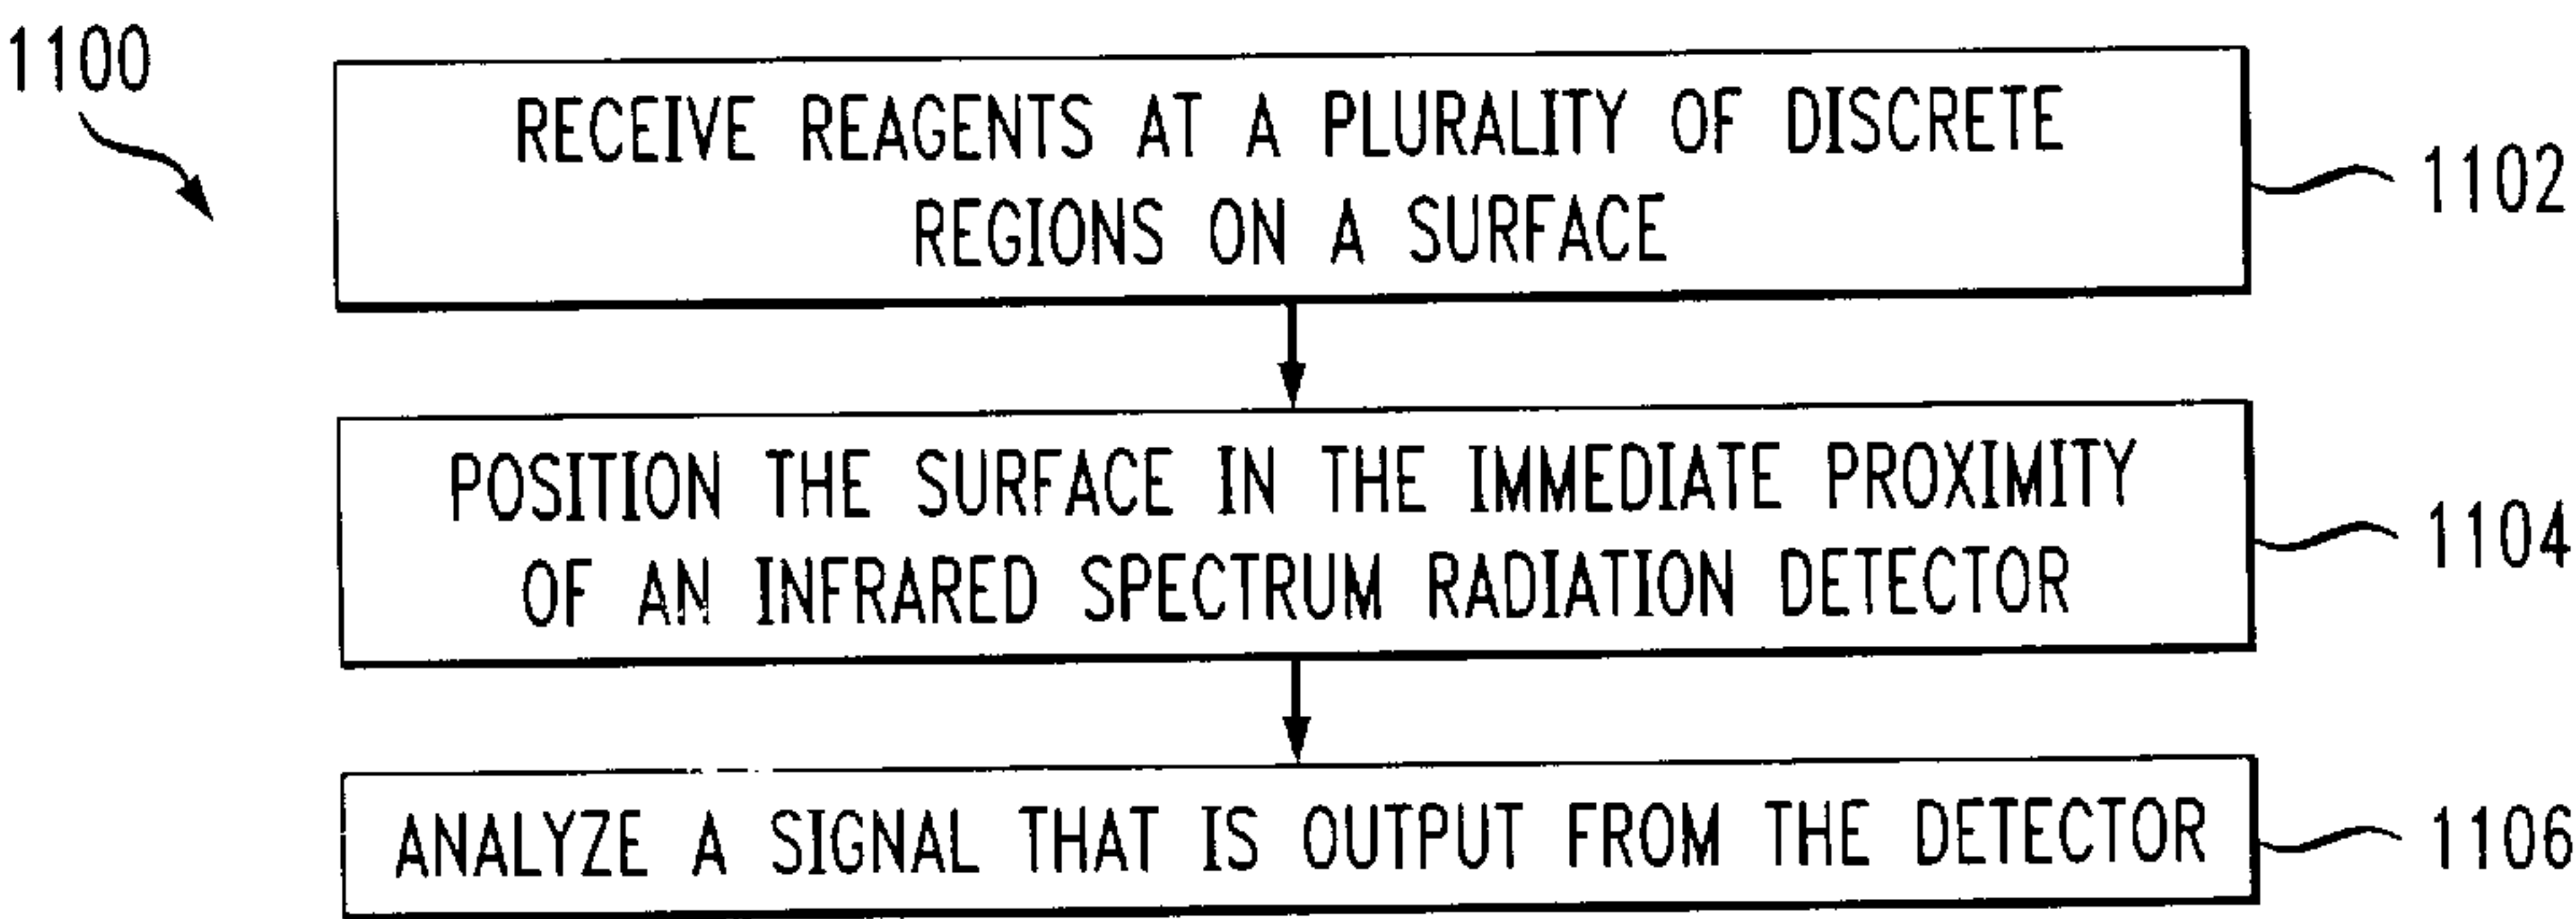 1100
RECEIVE REAGENTS AT A PLURALITY OF DISCRETE
REGIONS ON A SURFACE
1102
POSITION THE SURFACE IN THE IMMEDIATE PROXIMITY
OF AN INFRARED SPECTRUM RADIATION DETECTOR
1104
ANALYZE A SIGNAL THAT IS OUTPUT FROM THE DETECTOR
1106